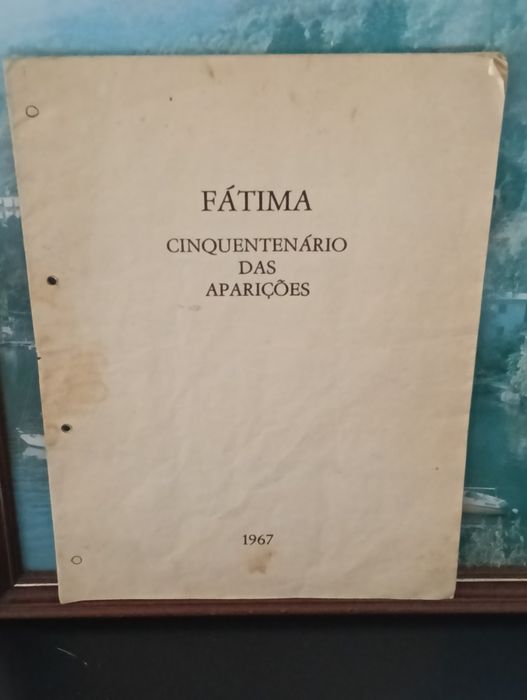 FÁTIMA
CINQUENTENÁRIO
DAS
APARIÇÕES
1967